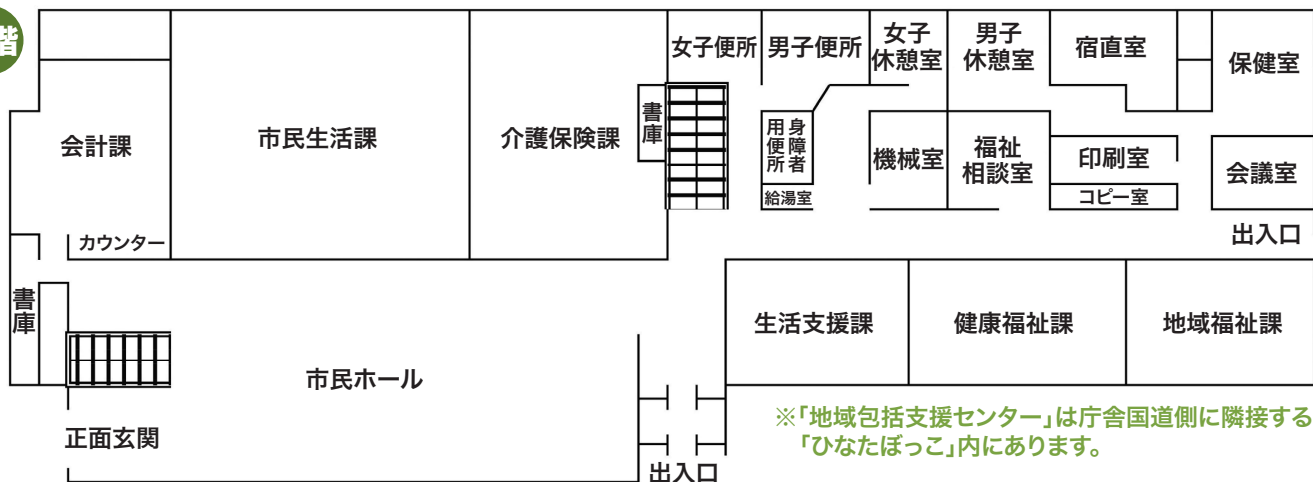 階
女子便所
男子便所
女子
休憩室
男子
休憩室
宿直室
保健室
会計課
市民生活課
介護保険課
書庫
身障者
用便所
給湯室
機械室
福祉
相談室
印刷室
コピー室
会議室
カウンター
出入口
書庫
生活支援課
健康福祉課
地域福祉課
市民ホール
正面玄関
出入口
※「地域包括支援センター」は庁舎国道側に隣接する
「ひなたぼっこ」内にあります。